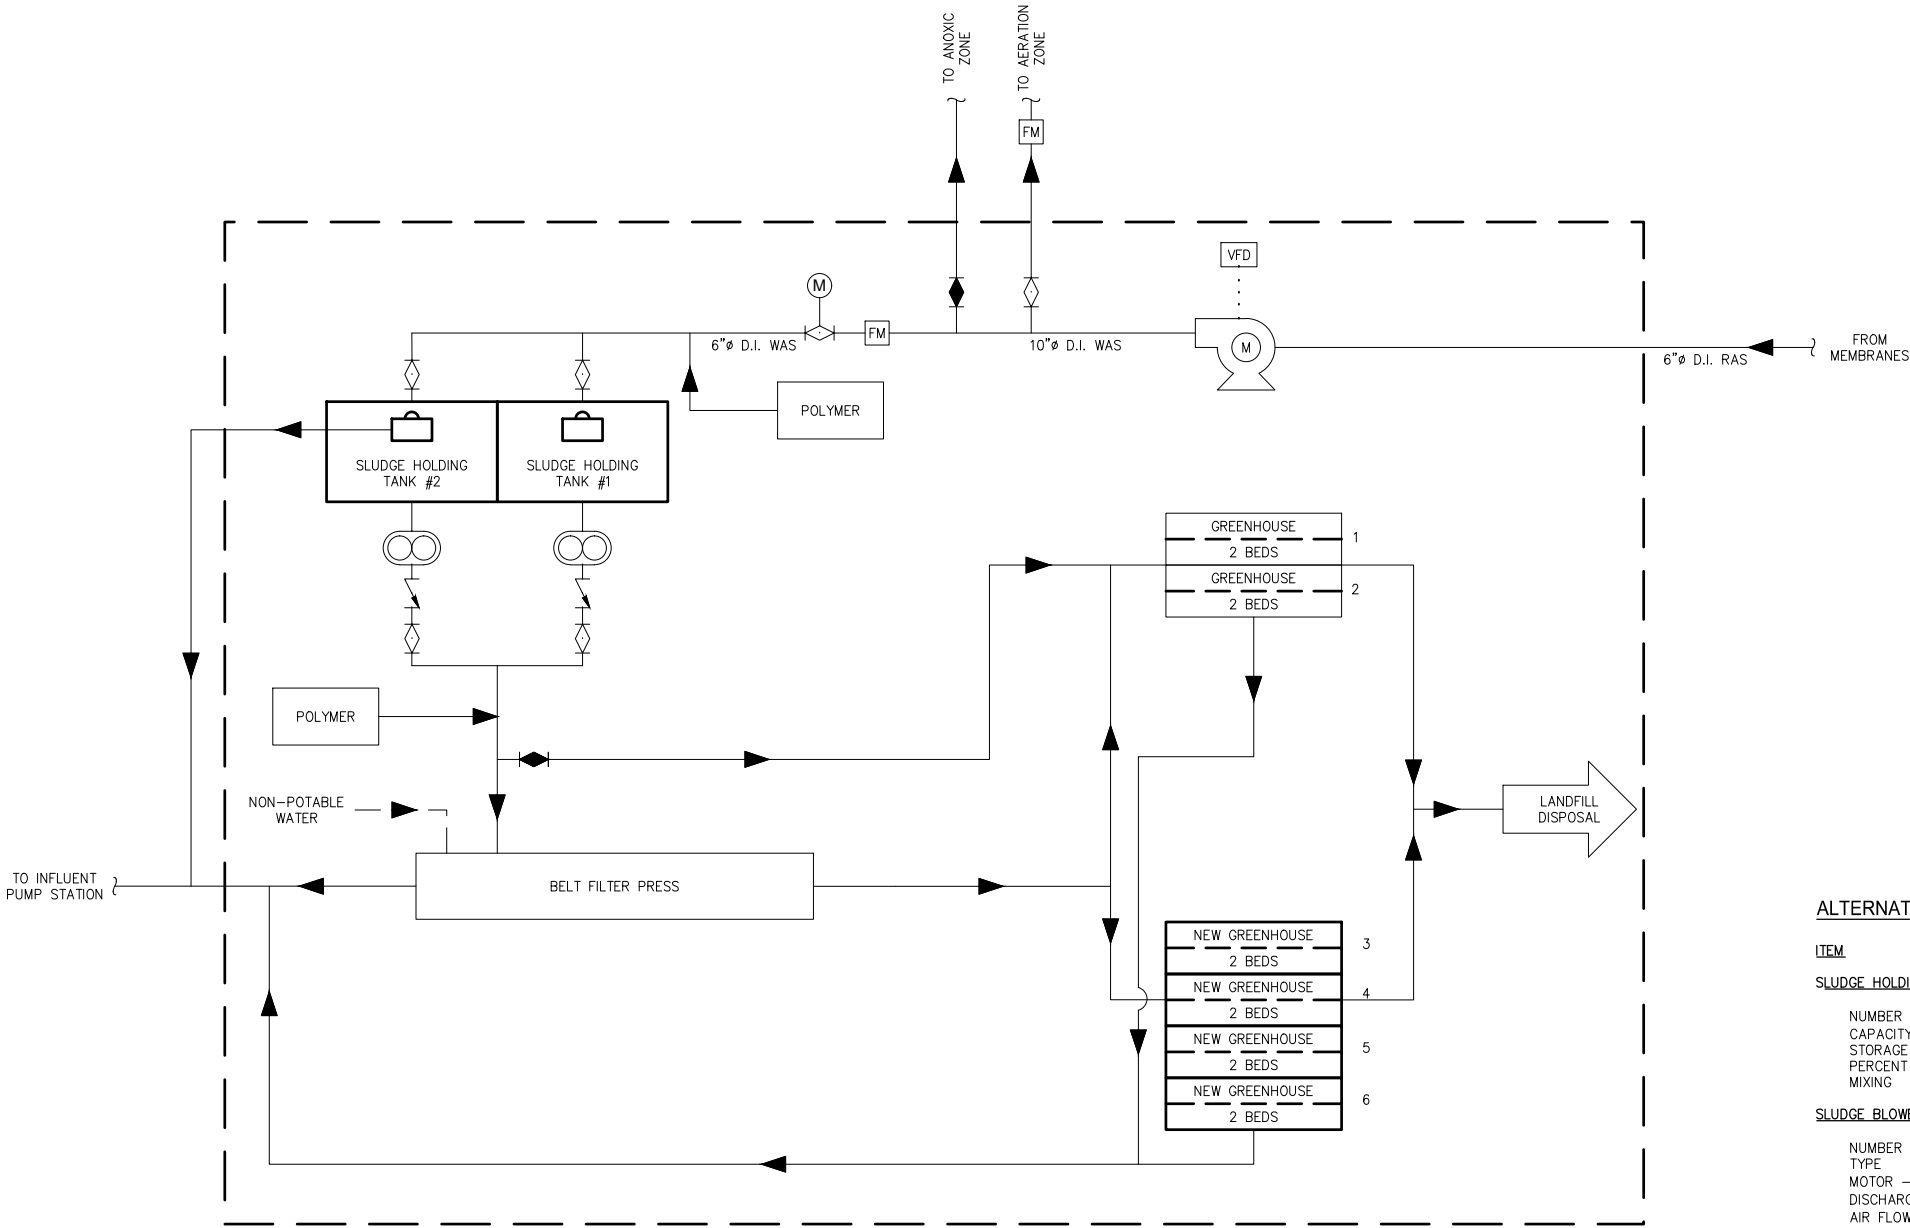 TO ANOXIC
ZONE
TO AERATION
ZONE
FM
VFD
M
FM
M
6"ø D.I. WAS
10"ø D.I. WAS
6"ø D.I. RAS
FROM
MEMBRANES
POLYMER
SLUDGE HOLDING
TANK #2
SLUDGE HOLDING
TANK #1
GREENHOUSE
1
2 BEDS
GREENHOUSE
2
2 BEDS
POLYMER
NON-POTABLE
WATER
LANDFILL
DISPOSAL
TO INFLUENT
PUMP STATION
BELT FILTER PRESS
NEW GREENHOUSE
3
2 BEDS
NEW GREENHOUSE
4
2 BEDS
NEW GREENHOUSE
5
2 BEDS
NEW GREENHOUSE
6
2 BEDS
ALTERNAT
ITEM
SLUDGE HOLDI
NUMBER
CAPACITY
STORAGE
PERCENT
MIXING
SLUDGE BLOWE
NUMBER
TYPE
MOTOR -
DISCHARG
AIR FLOW